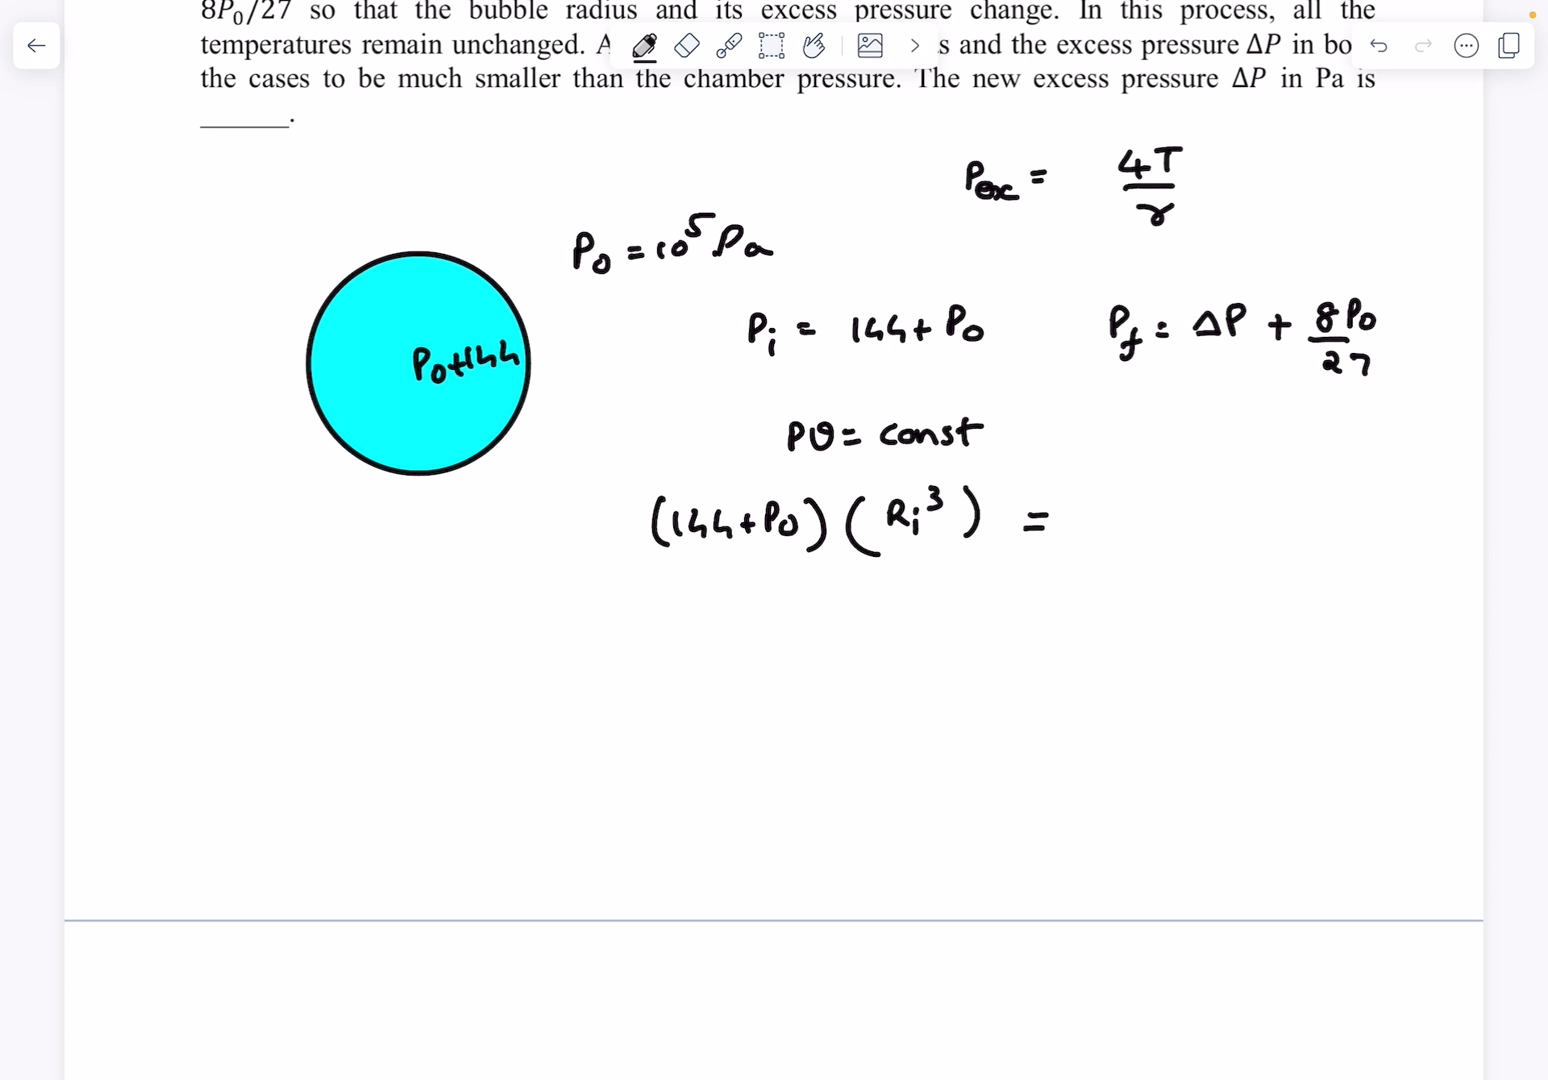 8P₀/27 so that the bubble radius and its excess pressure change. In this process, all the
temperatures remain unchanged. A s and the excess pressure ΔP in bo
the cases to be much smaller than the chamber pressure. The new excess pressure ΔP in Pa is
______.
Pexc = 4T/r
P₀ = 10⁵ Pa
Pᵢ = 144 + P₀
P_f = ΔP + 8P₀/27
P₀+144
PV = const
(144 + P₀) (Rᵢ³) =